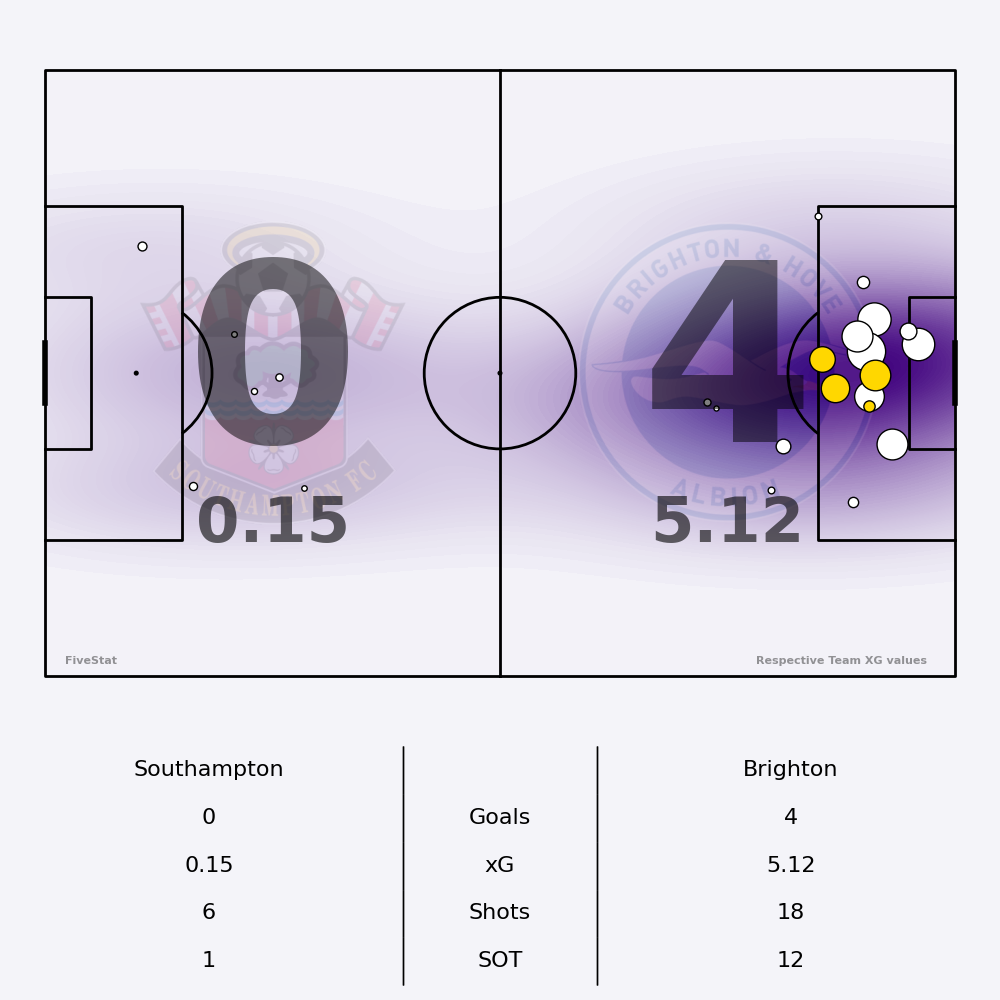 BRIGHTON & HOVE
ALBION
SOUTHAMPTON FC
0
4
0.15
5.12
FiveStat
Respective Team XG values
Southampton
Brighton
0
Goals
4
0.15
xG
5.12
6
Shots
18
1
SOT
12